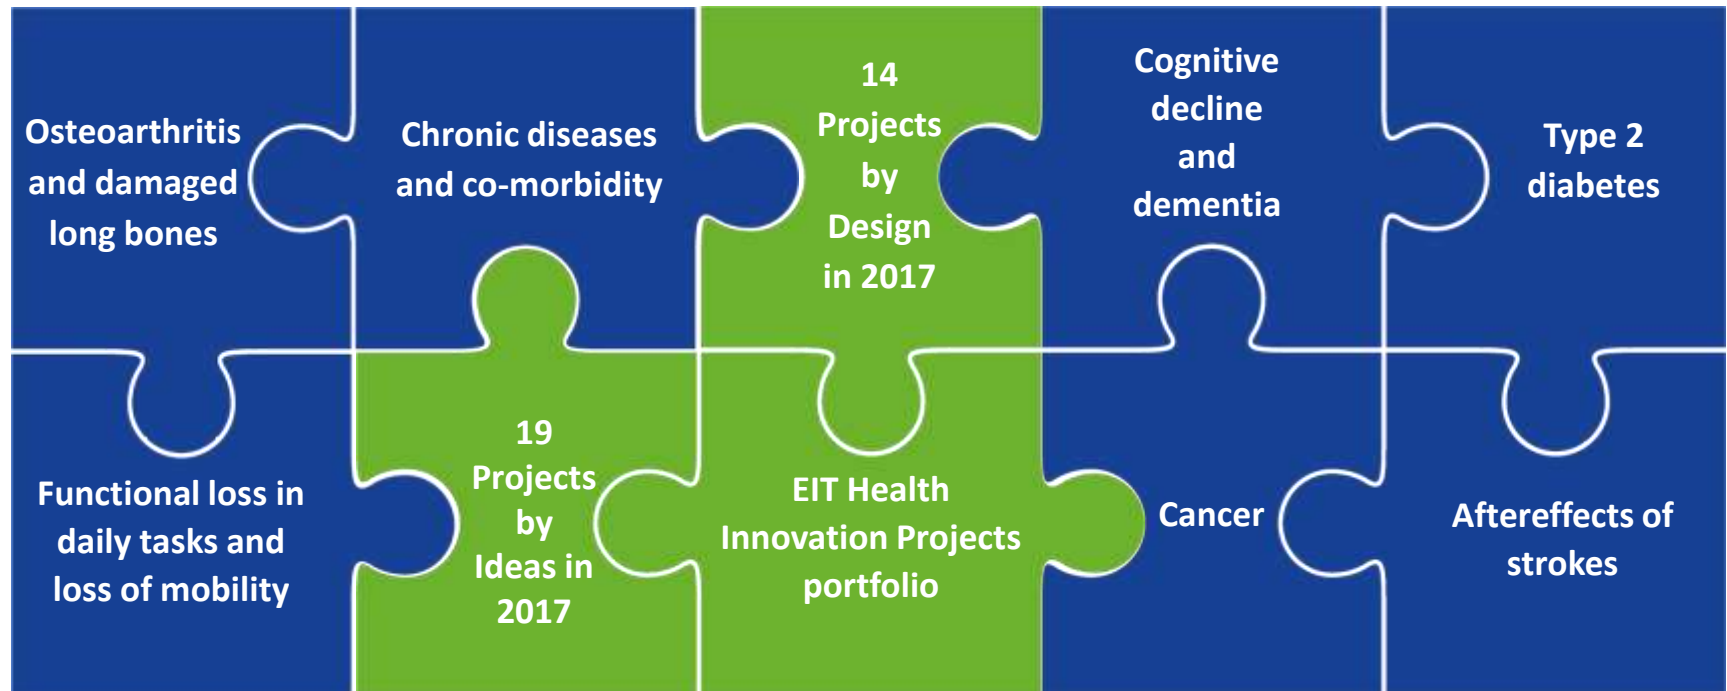 Osteoarthritis
and damaged
long bones
Chronic diseases
and co-morbidity
14
Projects
by
Design
in 2017
Cognitive
decline
and
dementia
Type 2
diabetes
Functional loss in
daily tasks and
loss of mobility
19
Projects
by
Ideas in
2017
EIT Health
Innovation Projects
portfolio
Cancer
Aftereffects of
strokes